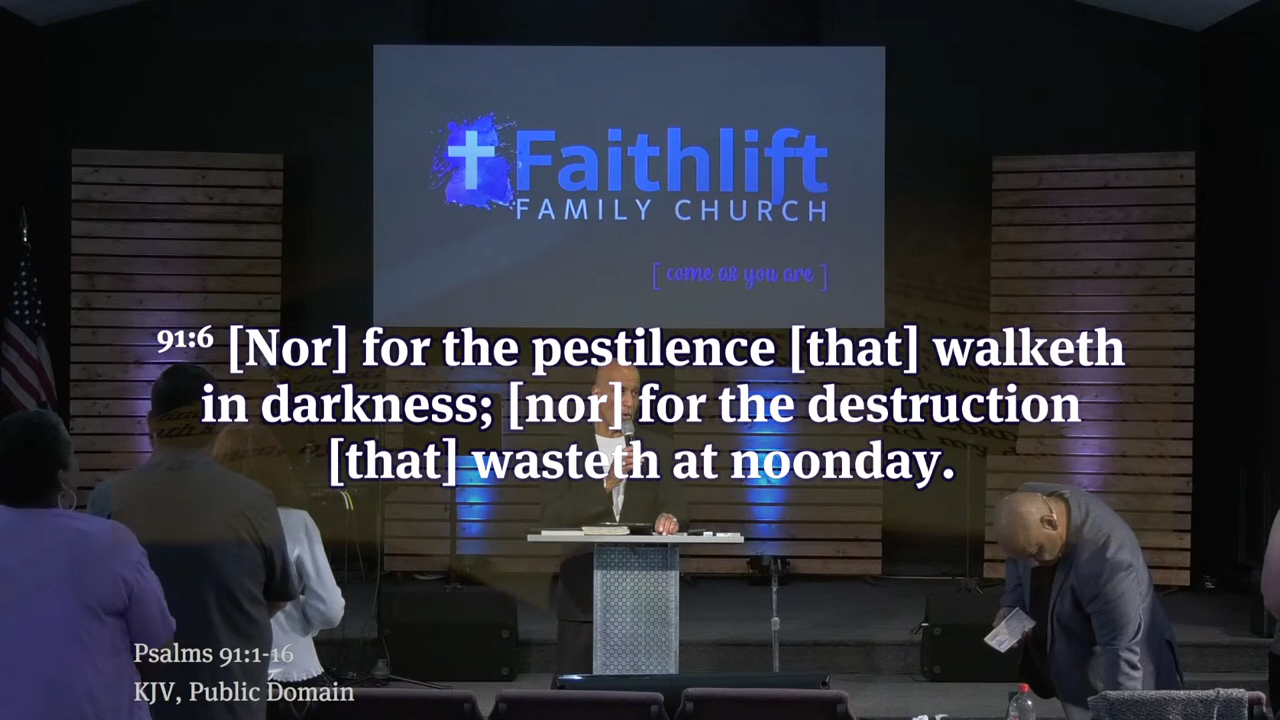 Faithlift
FAMILY CHURCH
[ come as you are ]
91:6 [Nor] for the pestilence [that] walketh
in darkness; [nor] for the destruction
[that] wasteth at noonday.
Psalms 91:1-16
KJV, Public Domain